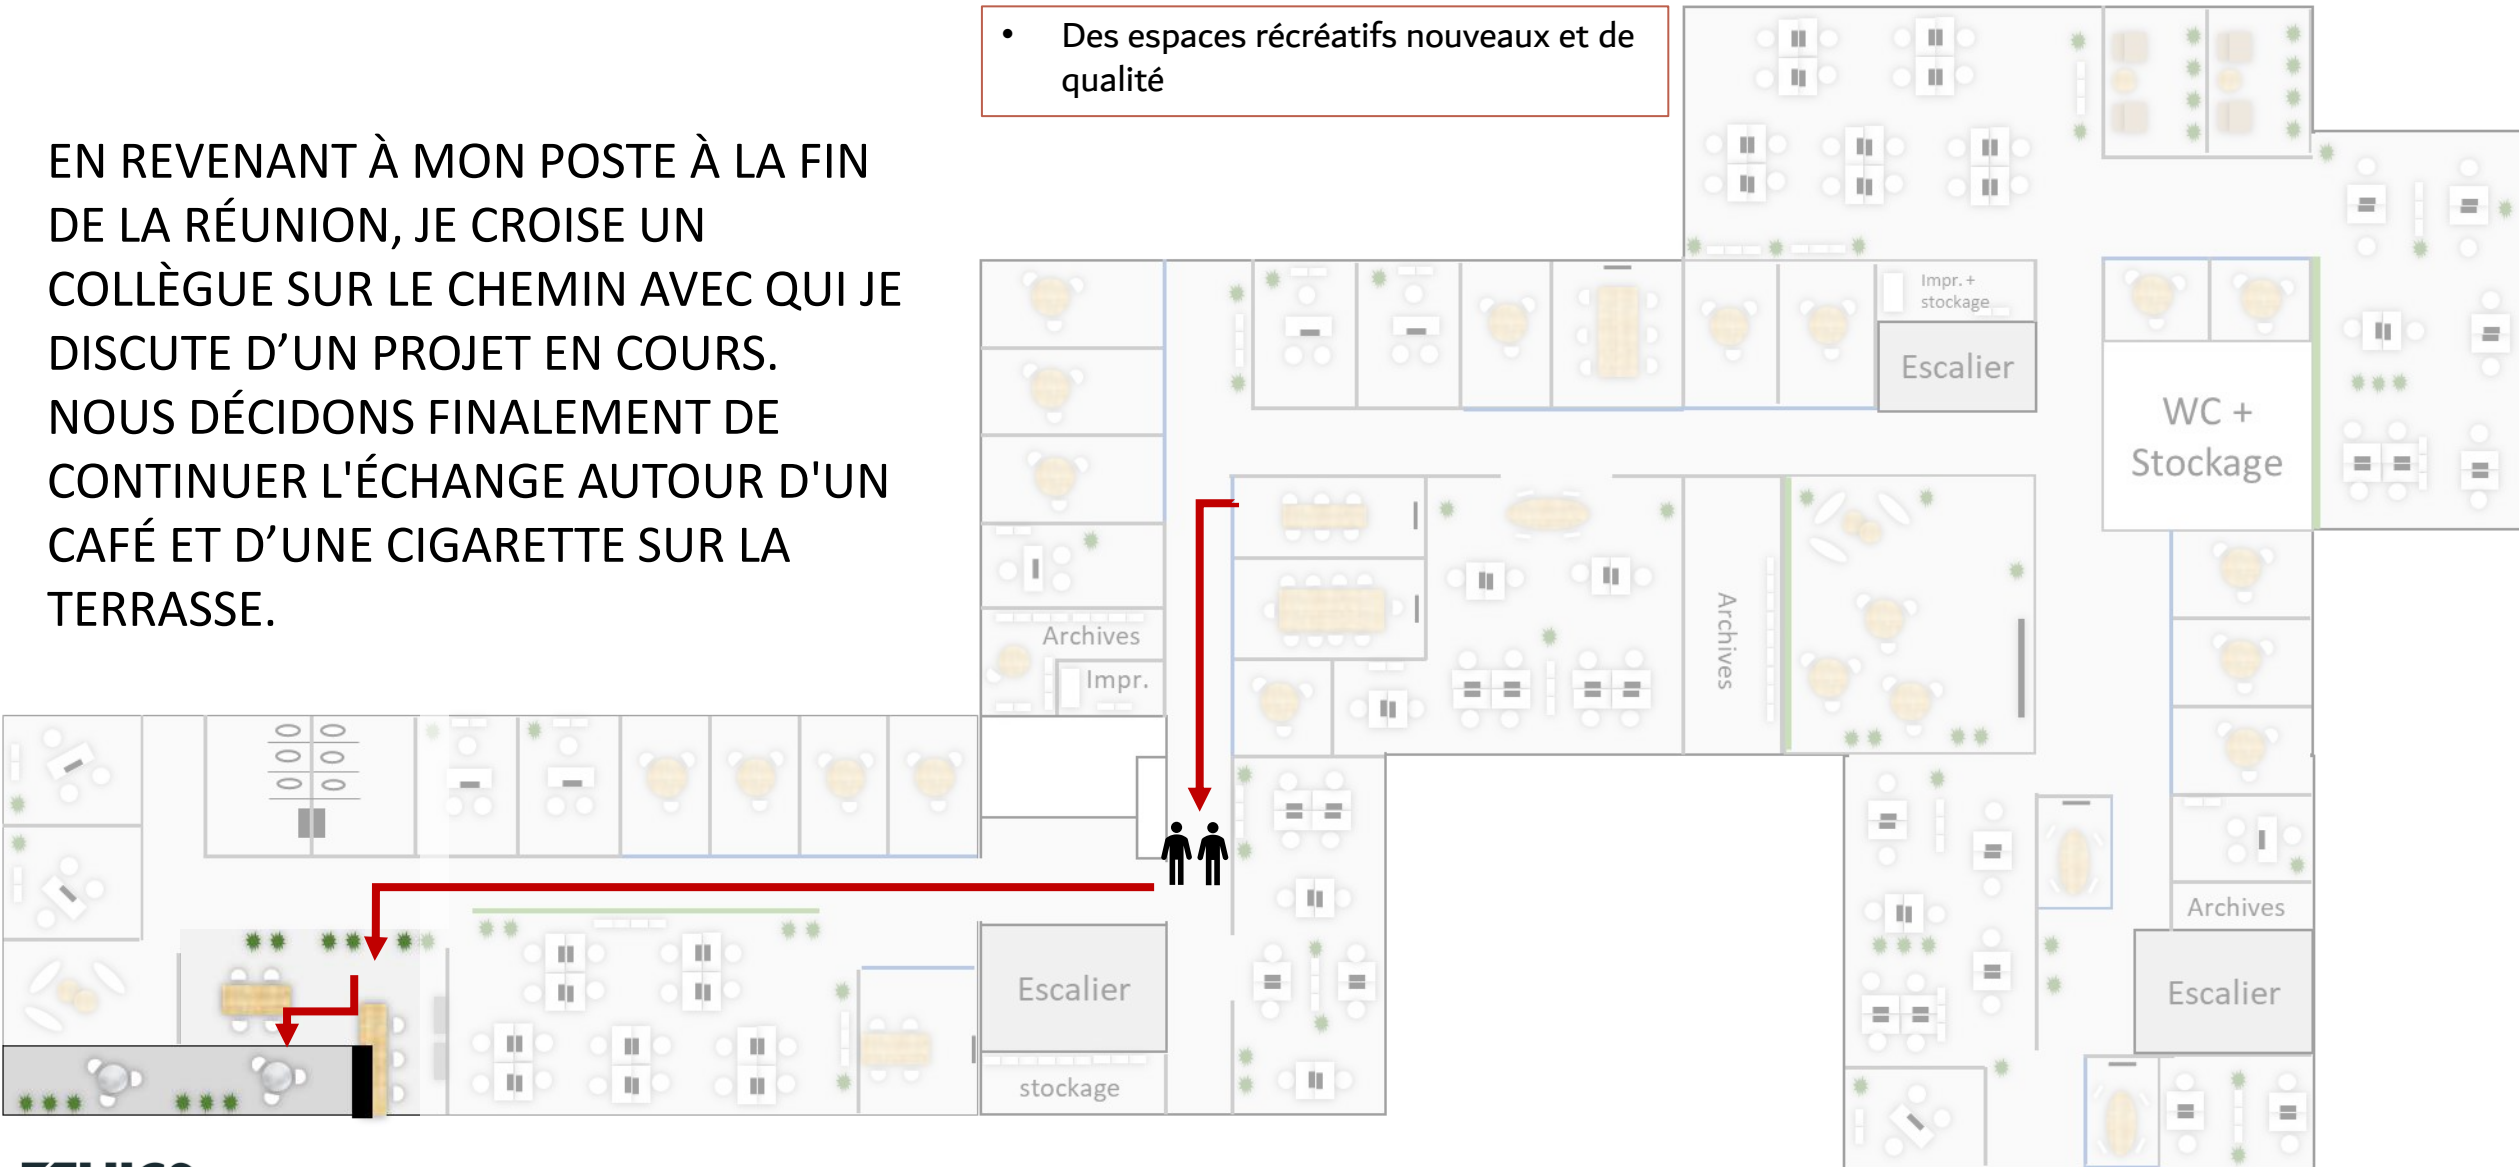 • Des espaces récréatifs nouveaux et de
qualité
EN REVENANT À MON POSTE À LA FIN
DE LA RÉUNION, JE CROISE UN
COLLÈGUE SUR LE CHEMIN AVEC QUI JE
DISCUTE D’UN PROJET EN COURS.
NOUS DÉCIDONS FINALEMENT DE
CONTINUER L'ÉCHANGE AUTOUR D'UN
CAFÉ ET D’UNE CIGARETTE SUR LA
TERRASSE.
Impr. +
stockage
Escalier
WC +
Stockage
Archives
Impr.
Archives
Archives
Escalier
Escalier
stockage